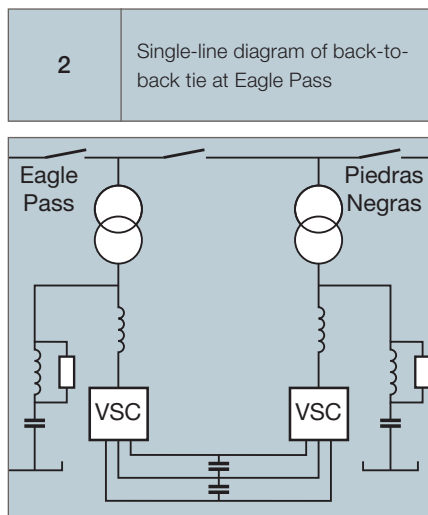 2
Single-line diagram of back-to-
back tie at Eagle Pass
Eagle
Pass
Piedras
Negras
VSC
VSC